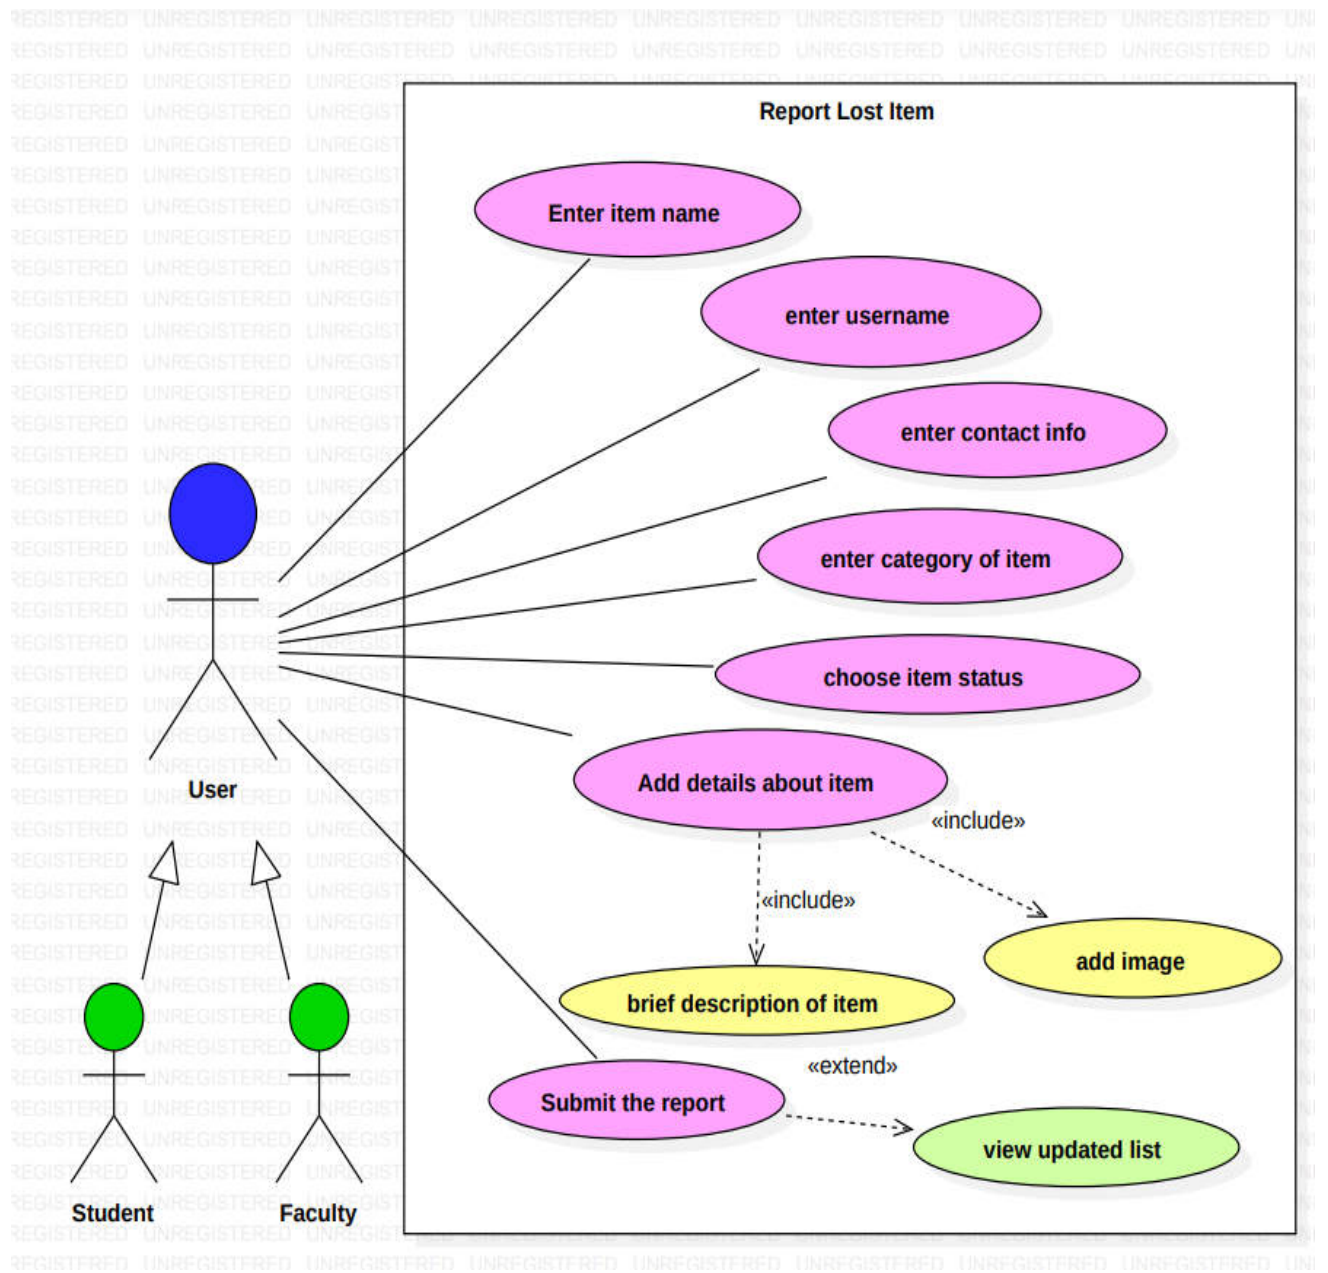 Report Lost Item
Enter item name
enter username
enter contact info
enter category of item
choose item status
User
Add details about item
«include»
«include»
add image
brief description of item
«extend»
Submit the report
view updated list
Student
Faculty
UNREGISTERED